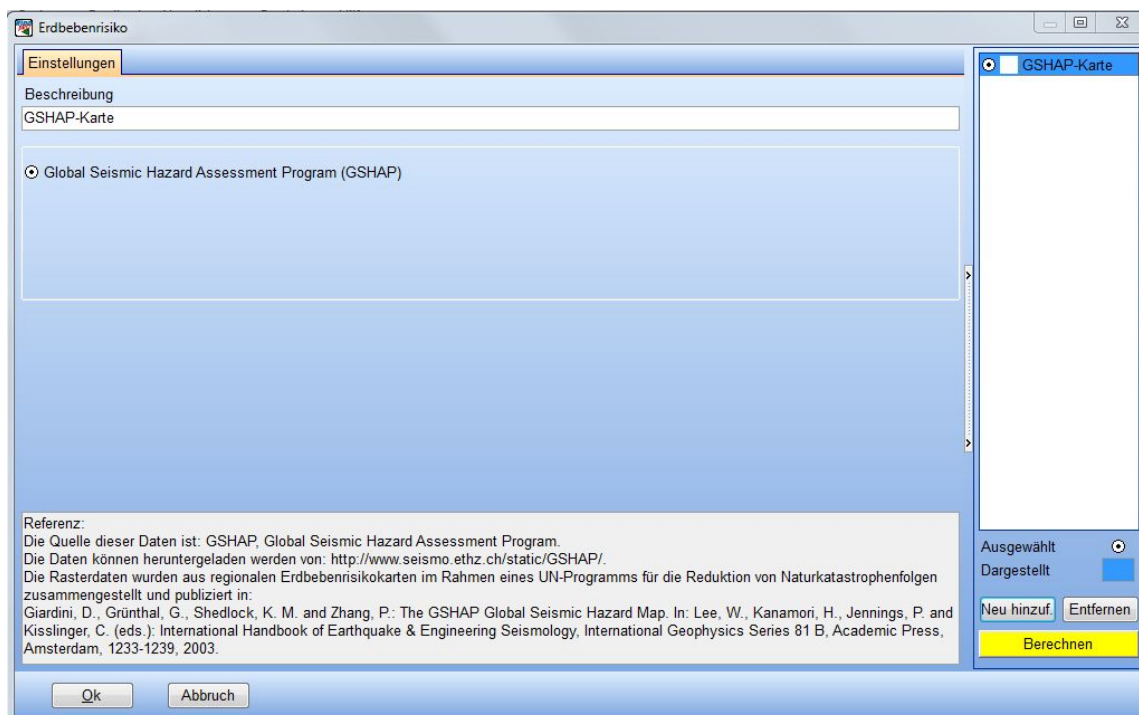 Erdbebenrisiko
Einstellungen
Beschreibung
GSHAP-Karte
Global Seismic Hazard Assessment Program (GSHAP)
Referenz:
Die Quelle dieser Daten ist: GSHAP, Global Seismic Hazard Assessment Program.
Die Daten können heruntergeladen werden von: http://www.seismo.ethz.ch/static/GSHAP/.
Die Rasterdaten wurden aus regionalen Erdbebenrisikokarten im Rahmen eines UN-Programms für die Reduktion von Naturkatastrophenfolgen
zusammengestellt und publiziert in:
Giardini, D., Grünthal, G., Shedlock, K. M. and Zhang, P.: The GSHAP Global Seismic Hazard Map. In: Lee, W., Kanamori, H., Jennings, P. and
Kisslinger, C. (eds.): International Handbook of Earthquake & Engineering Seismology, International Geophysics Series 81 B, Academic Press,
Amsterdam, 1233-1239, 2003.
Ok
Abbruch
GSHAP-Karte
Ausgewählt
Dargestellt
Neu hinzuf.
Entfernen
Berechnen